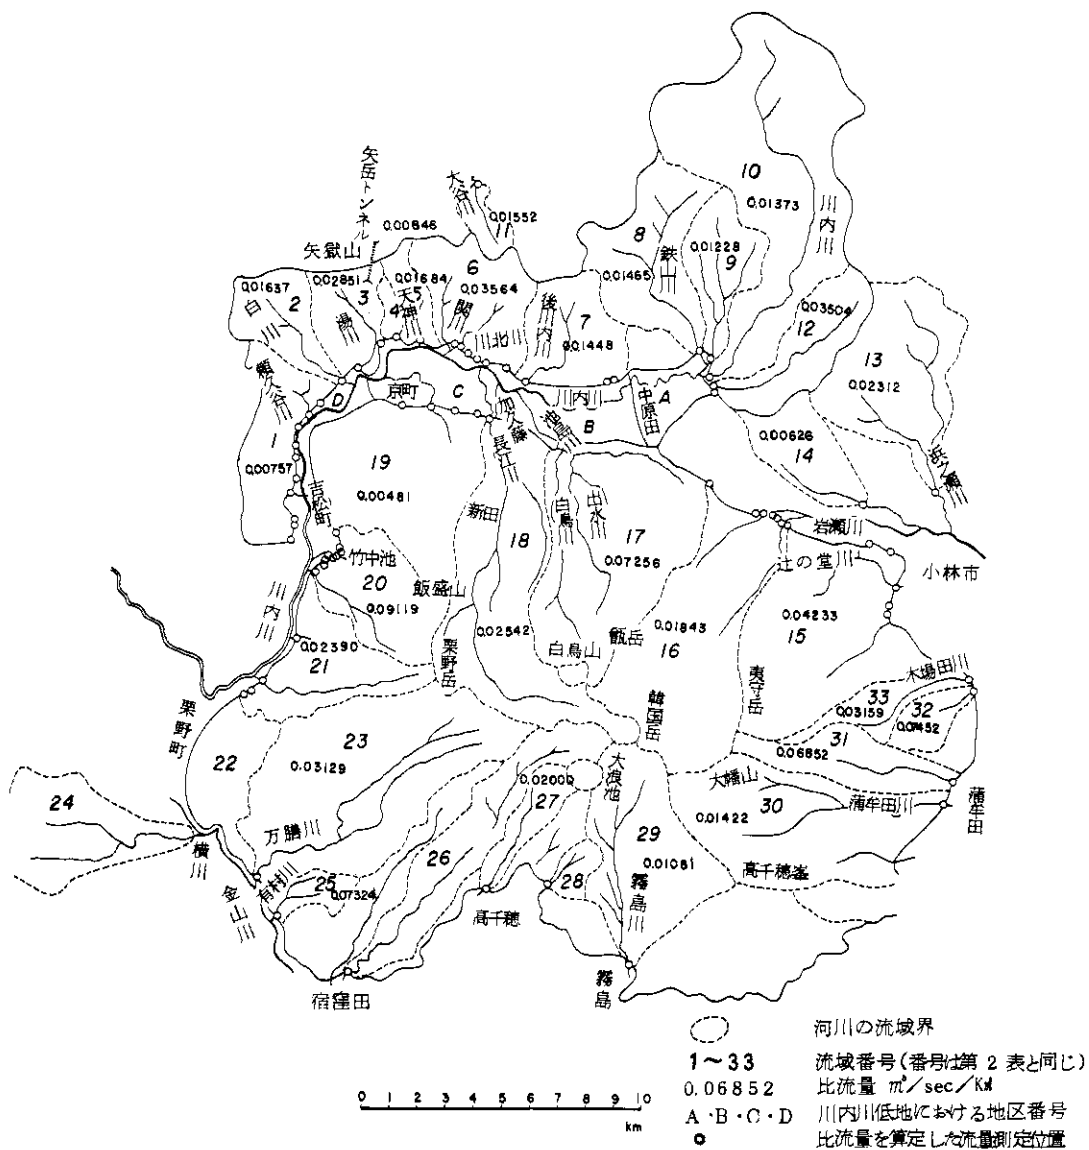 10
0.01373
川内川
矢岳トンネル
0.00846
大谷川
0.01552
11
矢嶽山
8
鉄山
0.01465
0.01228
9
0.01637
2
白川
0.02851
3
湯川
0.01684
4
5
天神
6
0.03564
関
川北川
後川内川
7
0.01448
0.03504
12
13
0.02312
頼久谷川
D
京町
C
加久藤
長江川
川内川
中原田
A
B
0.00626
14
浜ノ瀬川
1
0.00757
19
0.00481
吉松町
新田
18
白鳥川
出水川
17
0.07256
岩瀬川
辻の堂川
小林市
竹中池
20
飯盛山
0.09119
川内川
0.02390
21
栗野岳
0.02542
白鳥山
甑岳
0.01843
16
0.04233
15
夷守岳
韓国岳
木場田川
33
0.03159
32
31
0.06852
栗野町
22
23
0.03129
0.02000
27
大浪池
大幡山
30
蒲牟田川
0.01422
蒲牟田
24
横川
万膳川
26
29
0.01081
霧島川
高千穂峯
有村川
25
0.07324
金山川
28
高千穂
宿窪田
霧島
河川の流域界
1～33 流域番号(番号は第2表と同じ)
0.06852 比流量 m³/sec/km²
A・B・C・D 川内川低地における地区番号
比流量を算定した流量測定位置
0 1 2 3 4 5 6 7 8 9 10
km